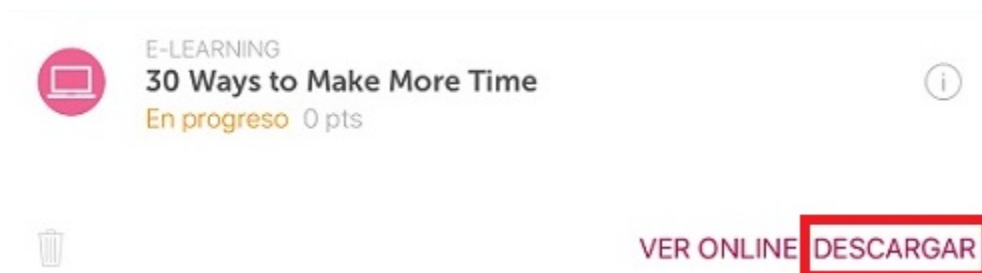 E-LEARNING
30 Ways to Make More Time
En progreso 0 pts
i
VER ONLINE DESCARGAR